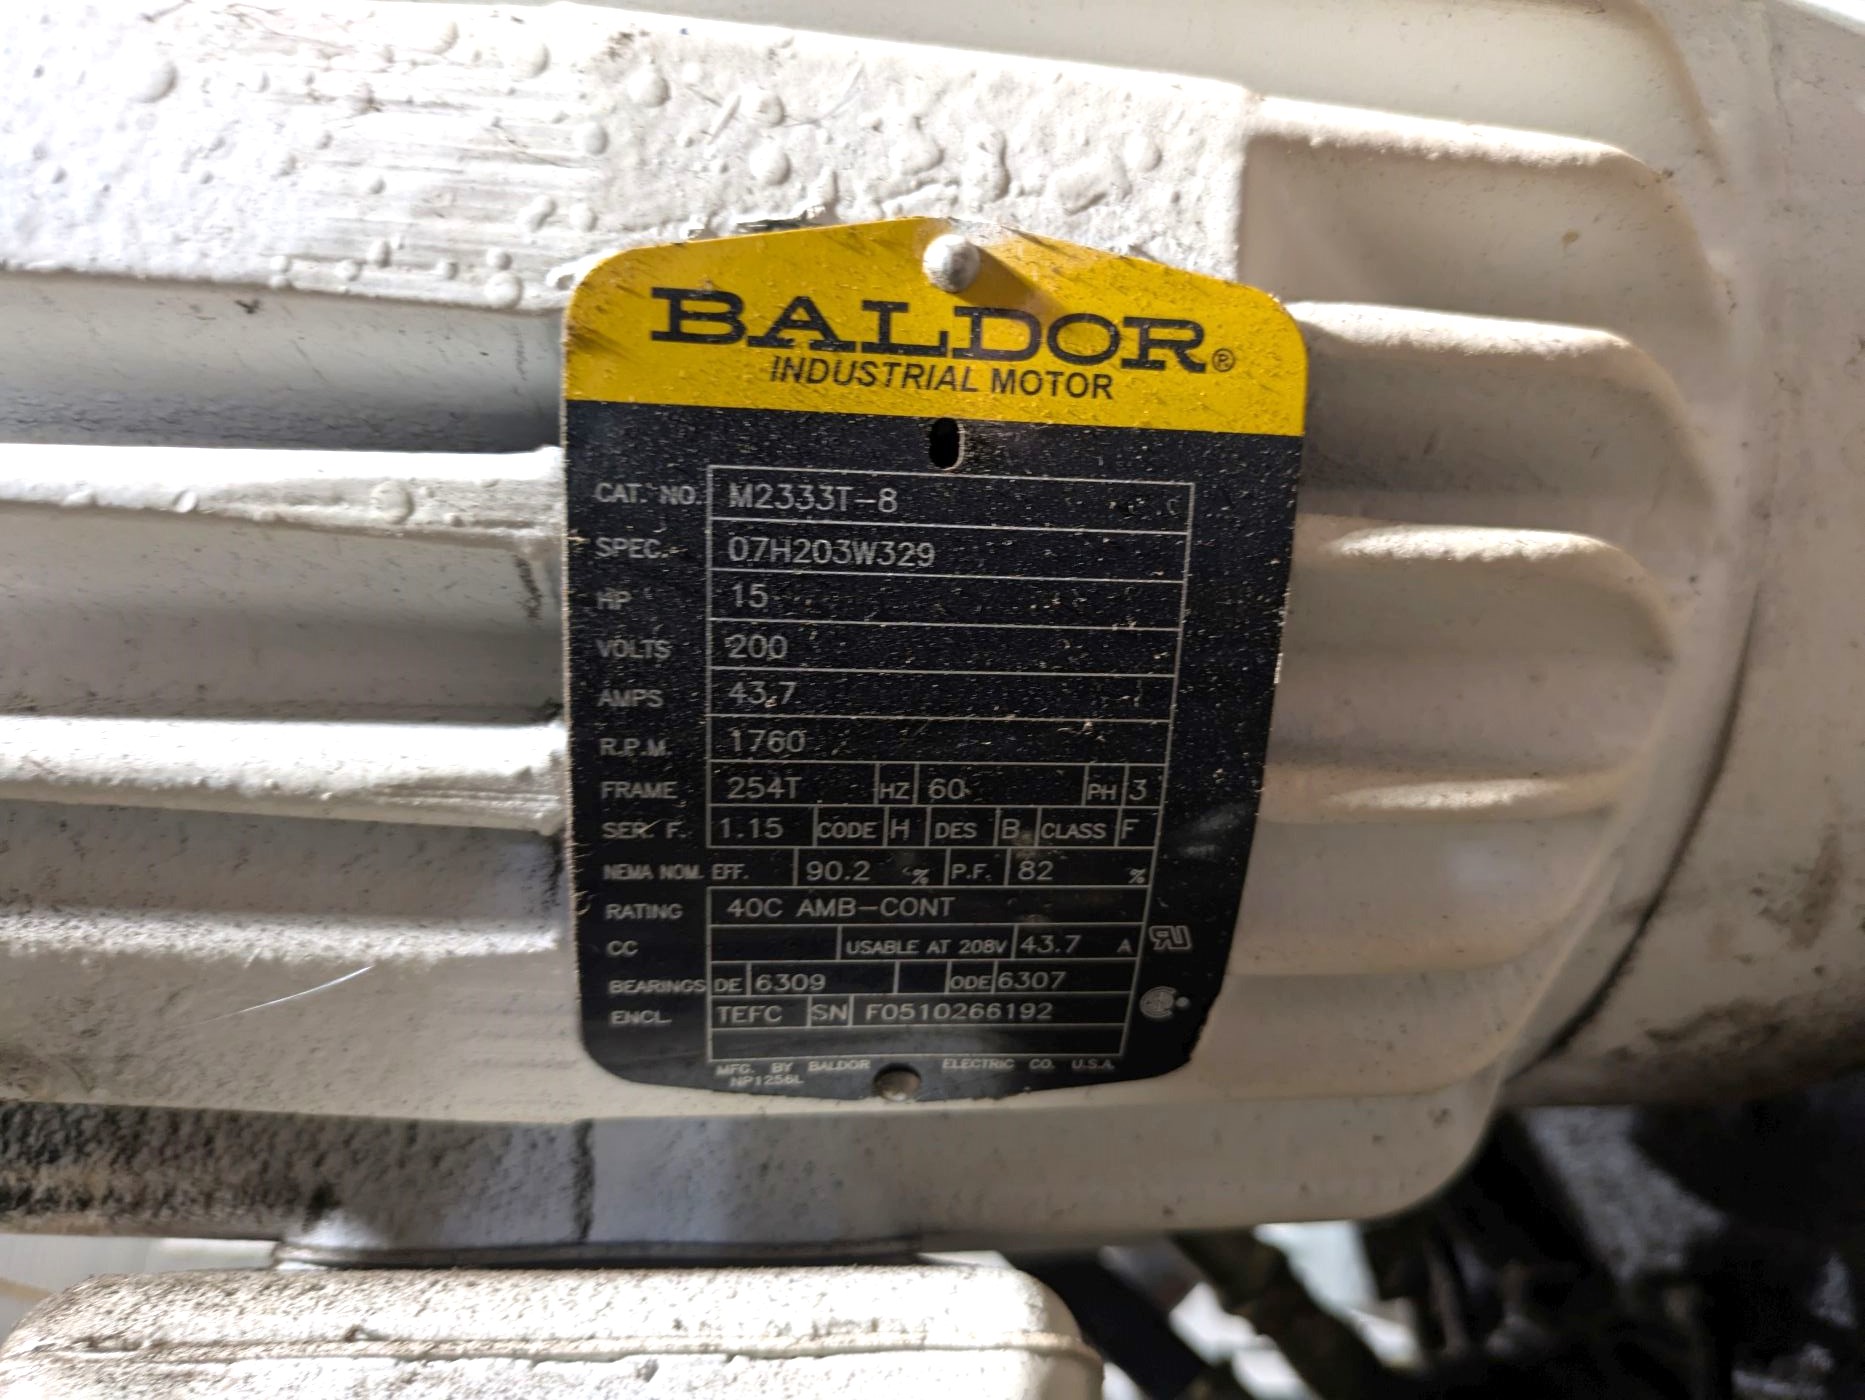 BALDOR®
INDUSTRIAL MOTOR
CAT. NO. M2333T-8
SPEC. 07H203W329
HP 15
VOLTS 200
AMPS 43.7
R.P.M. 1760
FRAME 254T HZ 60 PH 3
SER. F. 1.15 CODE H DES B CLASS F
NEMA NOM. EFF. 90.2 % P.F. 82 %
RATING 40C AMB-CONT
CC USABLE AT 208V 43.7 A
BEARINGS DE 6309 ODE 6307
ENCL. TEFC SN F0510266192
MFG. BY BALDOR ELECTRIC CO. U.S.A.
NP1256L